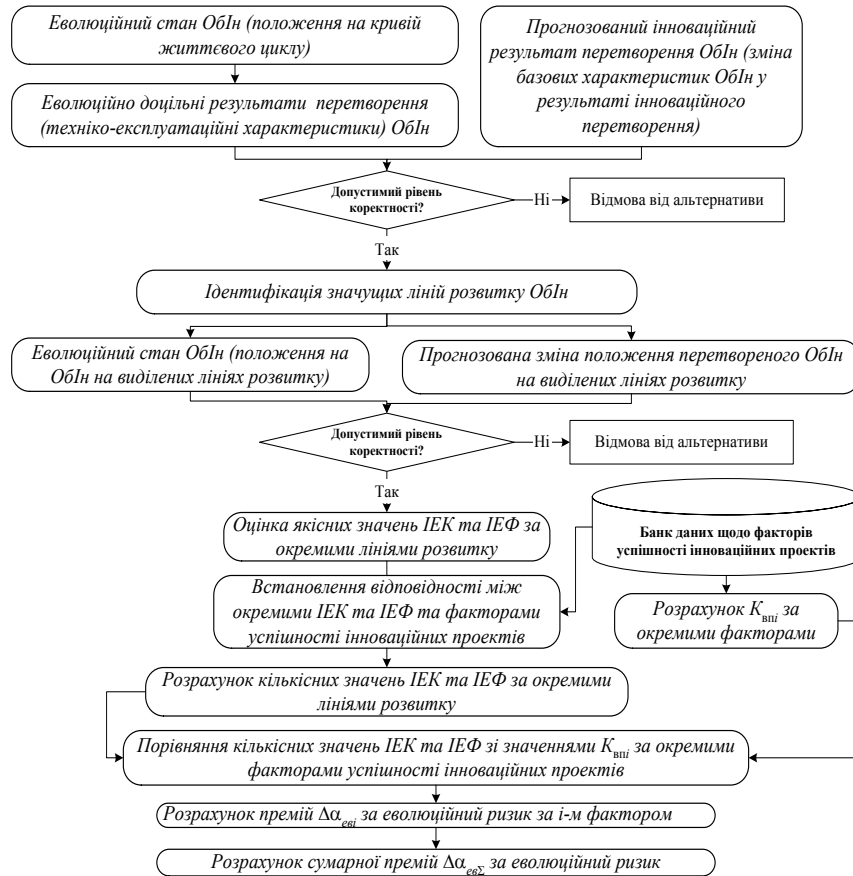 Еволюційний стан ОбІн (положення на кривій
життєвого циклу)
Прогнозований інноваційний
результат перетворення ОбІн (зміна
базових характеристик ОбІн у
результаті інноваційного
перетворення)
Еволюційно доцільні результати перетворення
(техніко-експлуатаційні характеристики) ОбІн
Допустимий рівень
коректності?
Ні
Відмова від альтернативи
Так
Ідентифікація значущих ліній розвитку ОбІн
Еволюційний стан ОбІн (положення на
ОбІн на виділених лініях розвитку)
Прогнозована зміна положення перетвореного ОбІн
на виділених лініях розвитку
Допустимий рівень
коректності?
Ні
Відмова від альтернативи
Так
Оцінка якісних значень ІЕК та ІЕФ за
окремими лініями розвитку
Банк даних щодо факторів
успішності інноваційних проектів
Встановлення відповідності між
окремими ІЕК та ІЕФ та факторами
успішності інноваційних проектів
Розрахунок Kвпі за
окремими факторами
Розрахунок кількісних значень ІЕК та ІЕФ за окремими
лініями розвитку
Порівняння кількісних значень ІЕК та ІЕФ зі значеннями Kвпі за окремими
факторами успішності інноваційних проектів
Розрахунок премій Δαеві за еволюційний ризик за і-м фактором
Розрахунок сумарної премій ΔαевΣ за еволюційний ризик